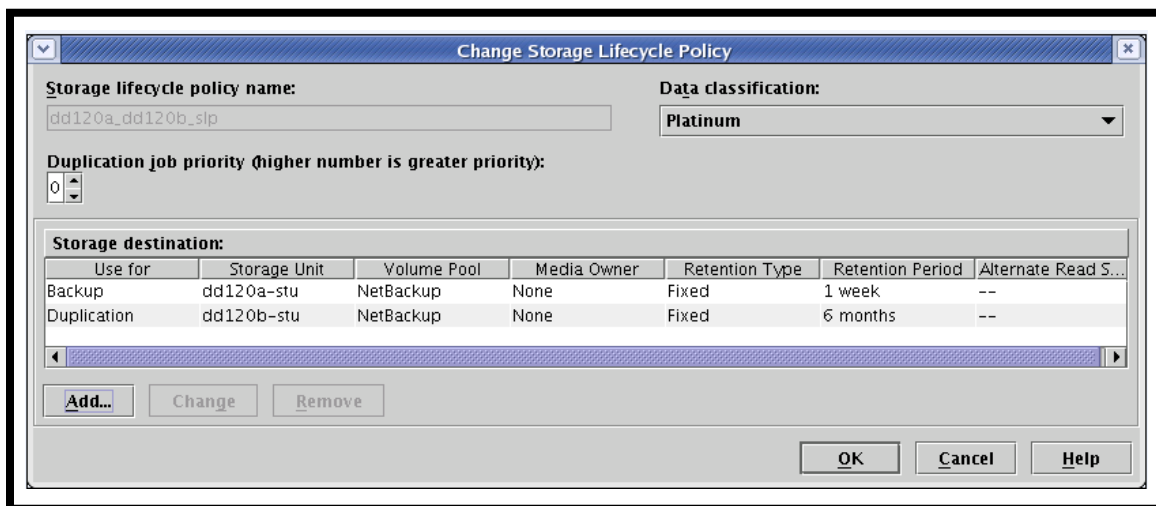 Change Storage Lifecycle Policy
Storage lifecycle policy name:
Data classification:
dd120a_dd120b_slp
Platinum
Duplication job priority (higher number is greater priority):
0
Storage destination:
Use for Storage Unit Volume Pool Media Owner Retention Type Retention Period Alternate Read S...
Backup dd120a-stu NetBackup None Fixed 1 week --
Duplication dd120b-stu NetBackup None Fixed 6 months --
Add... Change Remove
OK Cancel Help